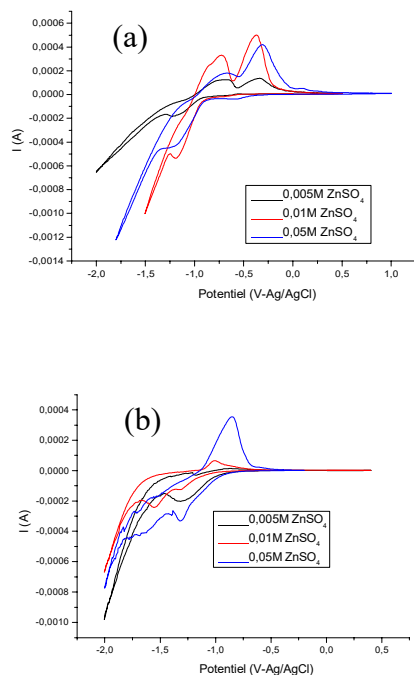 (a)
0,0006
0,0004
0,0002
0,0000
-0,0002
-0,0004
-0,0006
-0,0008
-0,0010
-0,0012
-0,0014
I (A)
0,005M ZnSO4
0,01M ZnSO4
0,05M ZnSO4
-2,0 -1,5 -1,0 -0,5 0,0 0,5 1,0
Potentiel (V-Ag/AgCl)
(b)
0,0004
0,0002
0,0000
-0,0002
-0,0004
-0,0006
-0,0008
-0,0010
I (A)
0,005M ZnSO4
0,01M ZnSO4
0,05M ZnSO4
-2,0 -1,5 -1,0 -0,5 0,0 0,5
Potentiel (V-Ag/AgCl)